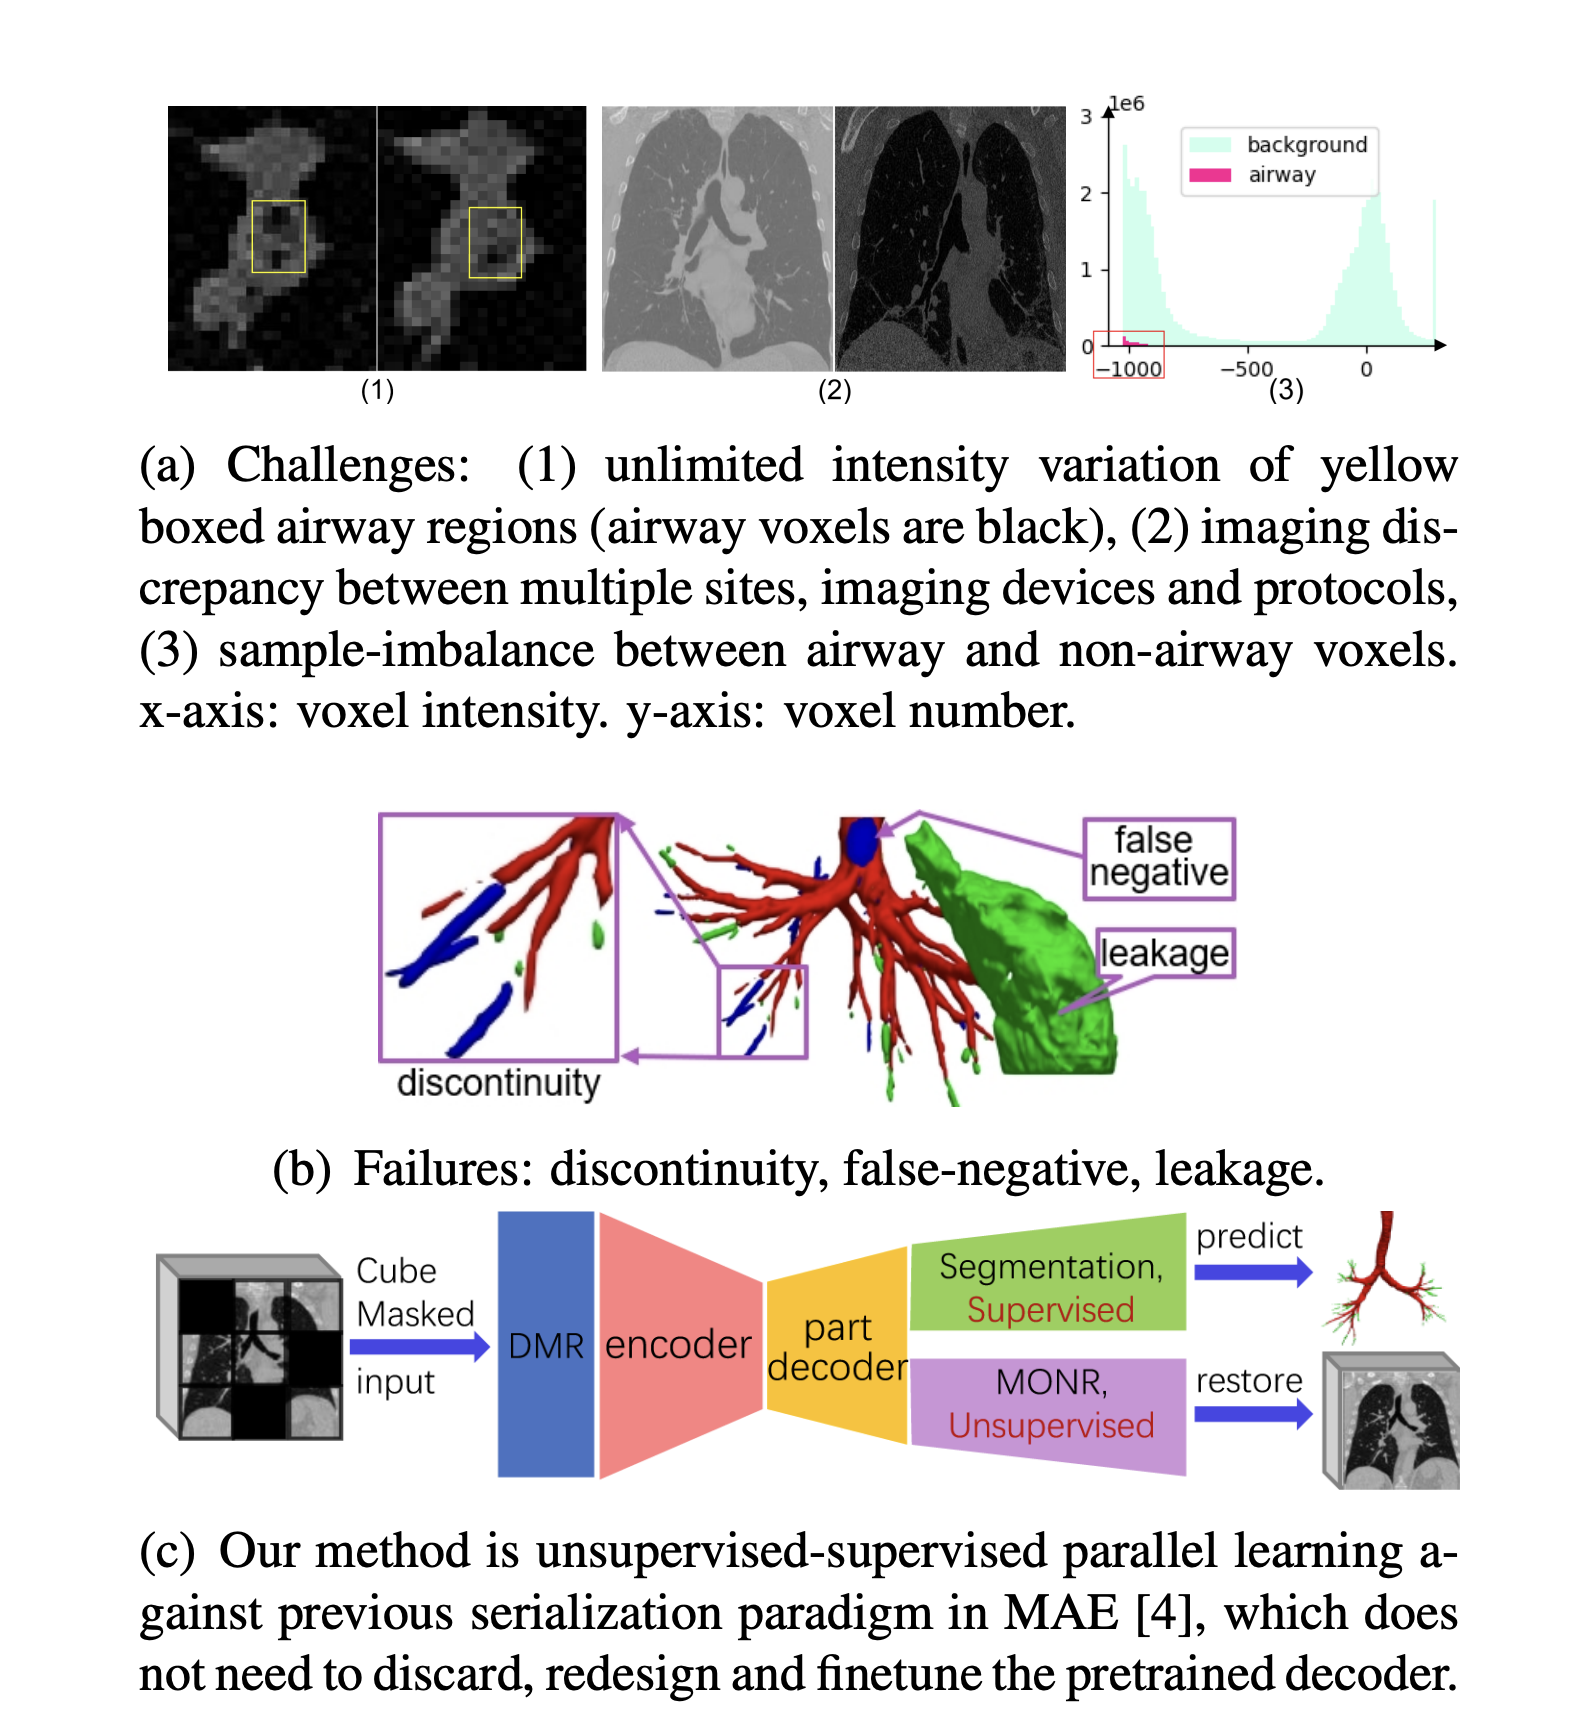 1e6
3
2
1
0
background
airway
−1000
−500
0
(1)
(2)
(3)
(a) Challenges: (1) unlimited intensity variation of yellow
boxed airway regions (airway voxels are black), (2) imaging dis-
crepancy between multiple sites, imaging devices and protocols,
(3) sample-imbalance between airway and non-airway voxels.
x-axis: voxel intensity. y-axis: voxel number.
false
negative
leakage
discontinuity
(b) Failures: discontinuity, false-negative, leakage.
Cube
Masked
input
DMR
encoder
part
decoder
Segmentation,
Supervised
MONR,
Unsupervised
predict
restore
(c) Our method is unsupervised-supervised parallel learning a-
gainst previous serialization paradigm in MAE [4], which does
not need to discard, redesign and finetune the pretrained decoder.